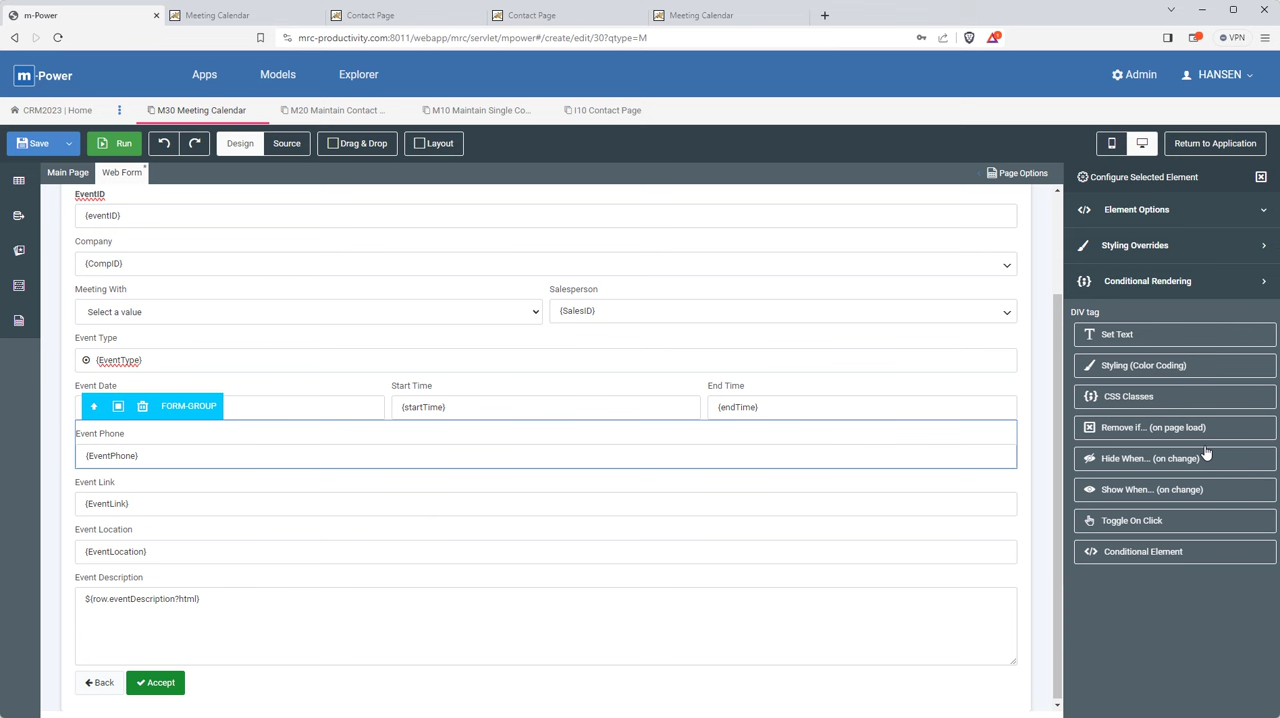 m-Power
Meeting Calendar
Contact Page
Contact Page
Meeting Calendar
mrc-productivity.com:8011/webapp/mrc/servlet/mpower#/create/edit/30?qtype=M
VPN
m -Power
Apps
Models
Explorer
Admin
HANSEN
CRM2023 | Home
M30 Meeting Calendar
M20 Maintain Contact ...
M10 Maintain Single Co...
I10 Contact Page
Save
Run
Design
Source
Drag & Drop
Layout
Return to Application
Main Page
Web Form
Page Options
Configure Selected Element
EventID
{eventID}
Company
{CompID}
Meeting With
Salesperson
Select a value
{SalesID}
Event Type
{EventType}
Event Date
Start Time
End Time
FORM-GROUP
{startTime}
{endTime}
Event Phone
{EventPhone}
Event Link
{EventLink}
Event Location
{EventLocation}
Event Description
${row.eventDescription?html}
Back
Accept
Element Options
Styling Overrides
Conditional Rendering
DIV tag
Set Text
Styling (Color Coding)
CSS Classes
Remove if... (on page load)
Hide When... (on change)
Show When... (on change)
Toggle On Click
Conditional Element